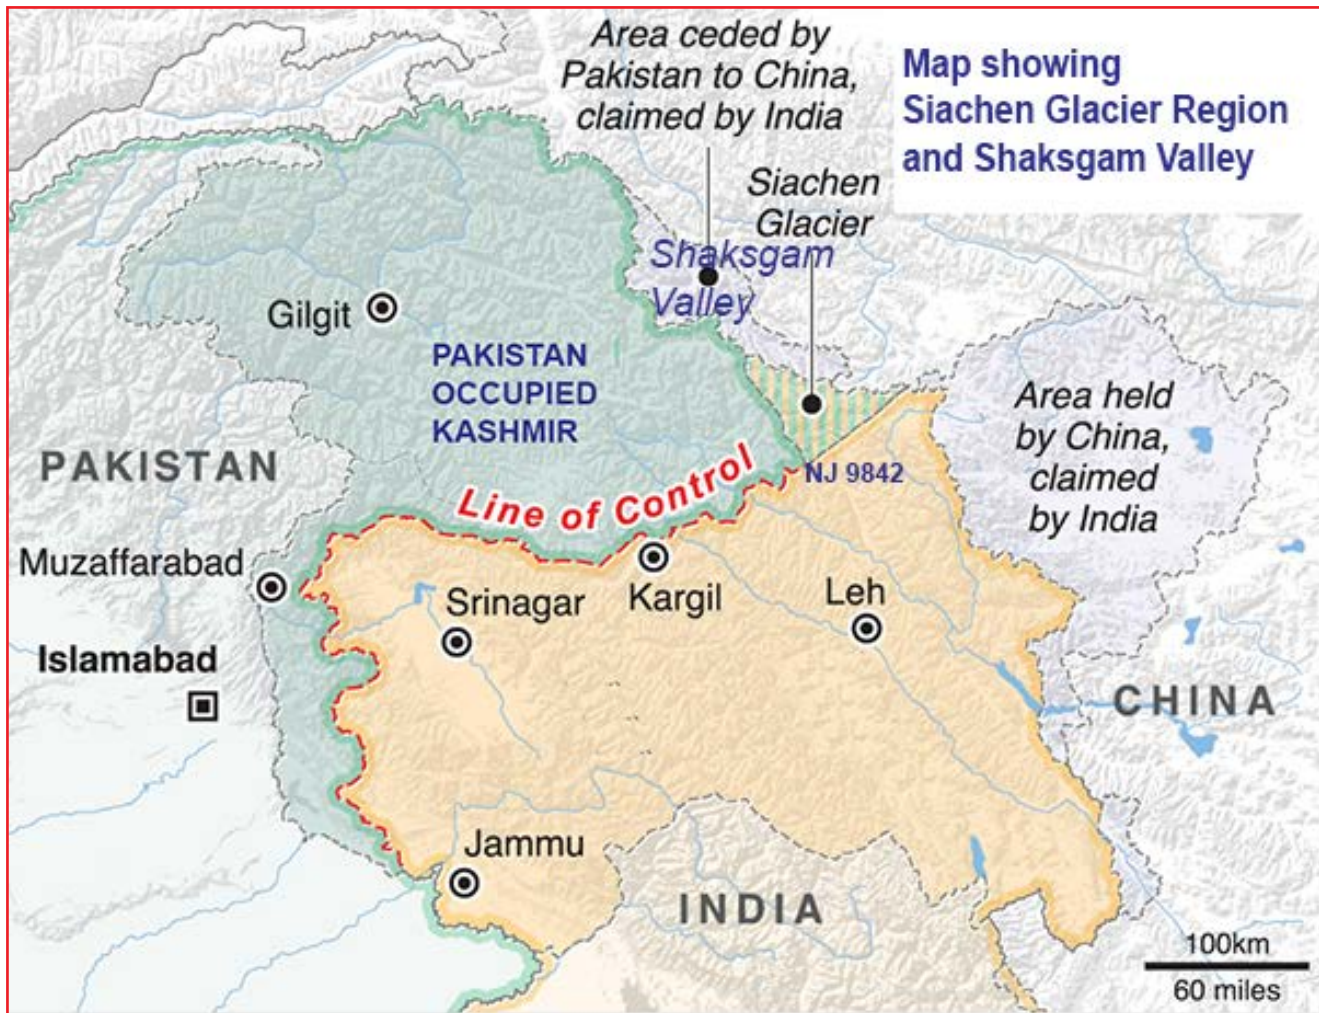 Area ceded by
Pakistan to China,
claimed by India
Map showing
Siachen Glacier Region
and Shaksgam Valley
Siachen
Glacier
Shaksgam
Valley
Gilgit
PAKISTAN
OCCUPIED
KASHMIR
Area held
by China,
claimed
by India
PAKISTAN
Line of Control
NJ 9842
Muzaffarabad
Srinagar
Kargil
Leh
Islamabad
CHINA
Jammu
INDIA
100km
60 miles